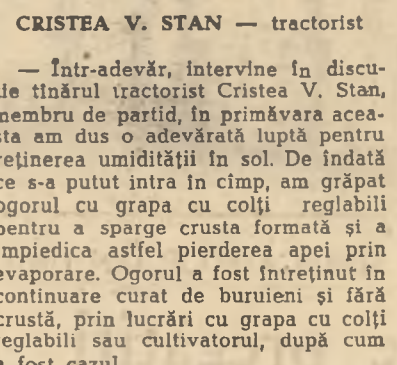 CRISTEA V. STAN — tractorist
— Într-adevăr, intervine în discu-
ie tînărul tractorist Cristea V. Stan,
membru de partid, în primăvara acea-
sta am dus o adevărată luptă pentru
reținerea umidității în sol. De îndată
ce s-a putut intra în cîmp, am grăpat
ogorul cu grapa cu colți reglabili
pentru a sparge crusta formată și a
împiedica astfel pierderea apei prin
evaporare. Ogorul a fost întreținut în
continuare curat de buruieni și fără
crustă, prin lucrări cu grapa cu colți
reglabili sau cultivatorul, după cum
a fost cazul